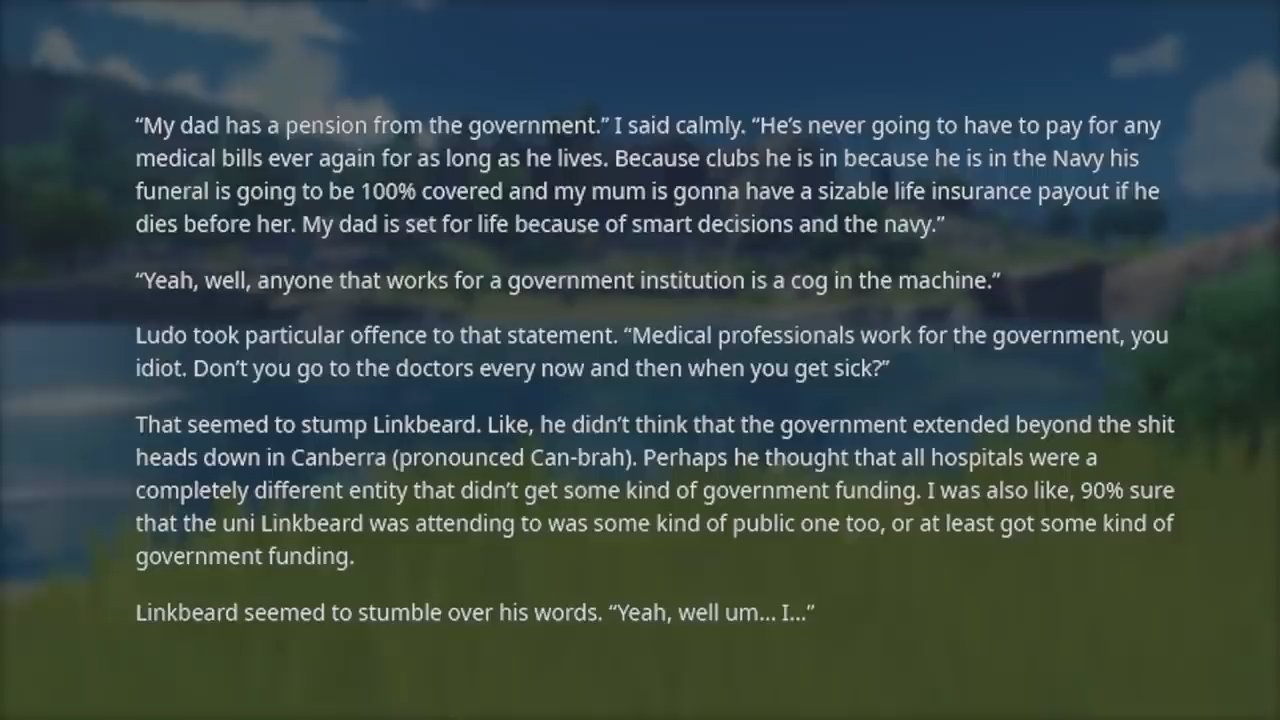 “My dad has a pension from the government.” I said calmly. “He’s never going to have to pay for any
medical bills ever again for as long as he lives. Because clubs he is in because he is in the Navy his
funeral is going to be 100% covered and my mum is gonna have a sizable life insurance payout if he
dies before her. My dad is set for life because of smart decisions and the navy.”
“Yeah, well, anyone that works for a government institution is a cog in the machine.”
Ludo took particular offence to that statement. “Medical professionals work for the government, you
idiot. Don’t you go to the doctors every now and then when you get sick?”
That seemed to stump Linkbeard. Like, he didn’t think that the government extended beyond the shit
heads down in Canberra (pronounced Can-brah). Perhaps he thought that all hospitals were a
completely different entity that didn’t get some kind of government funding. I was also like, 90% sure
that the uni Linkbeard was attending to was some kind of public one too, or at least got some kind of
government funding.
Linkbeard seemed to stumble over his words. “Yeah, well um... I...”